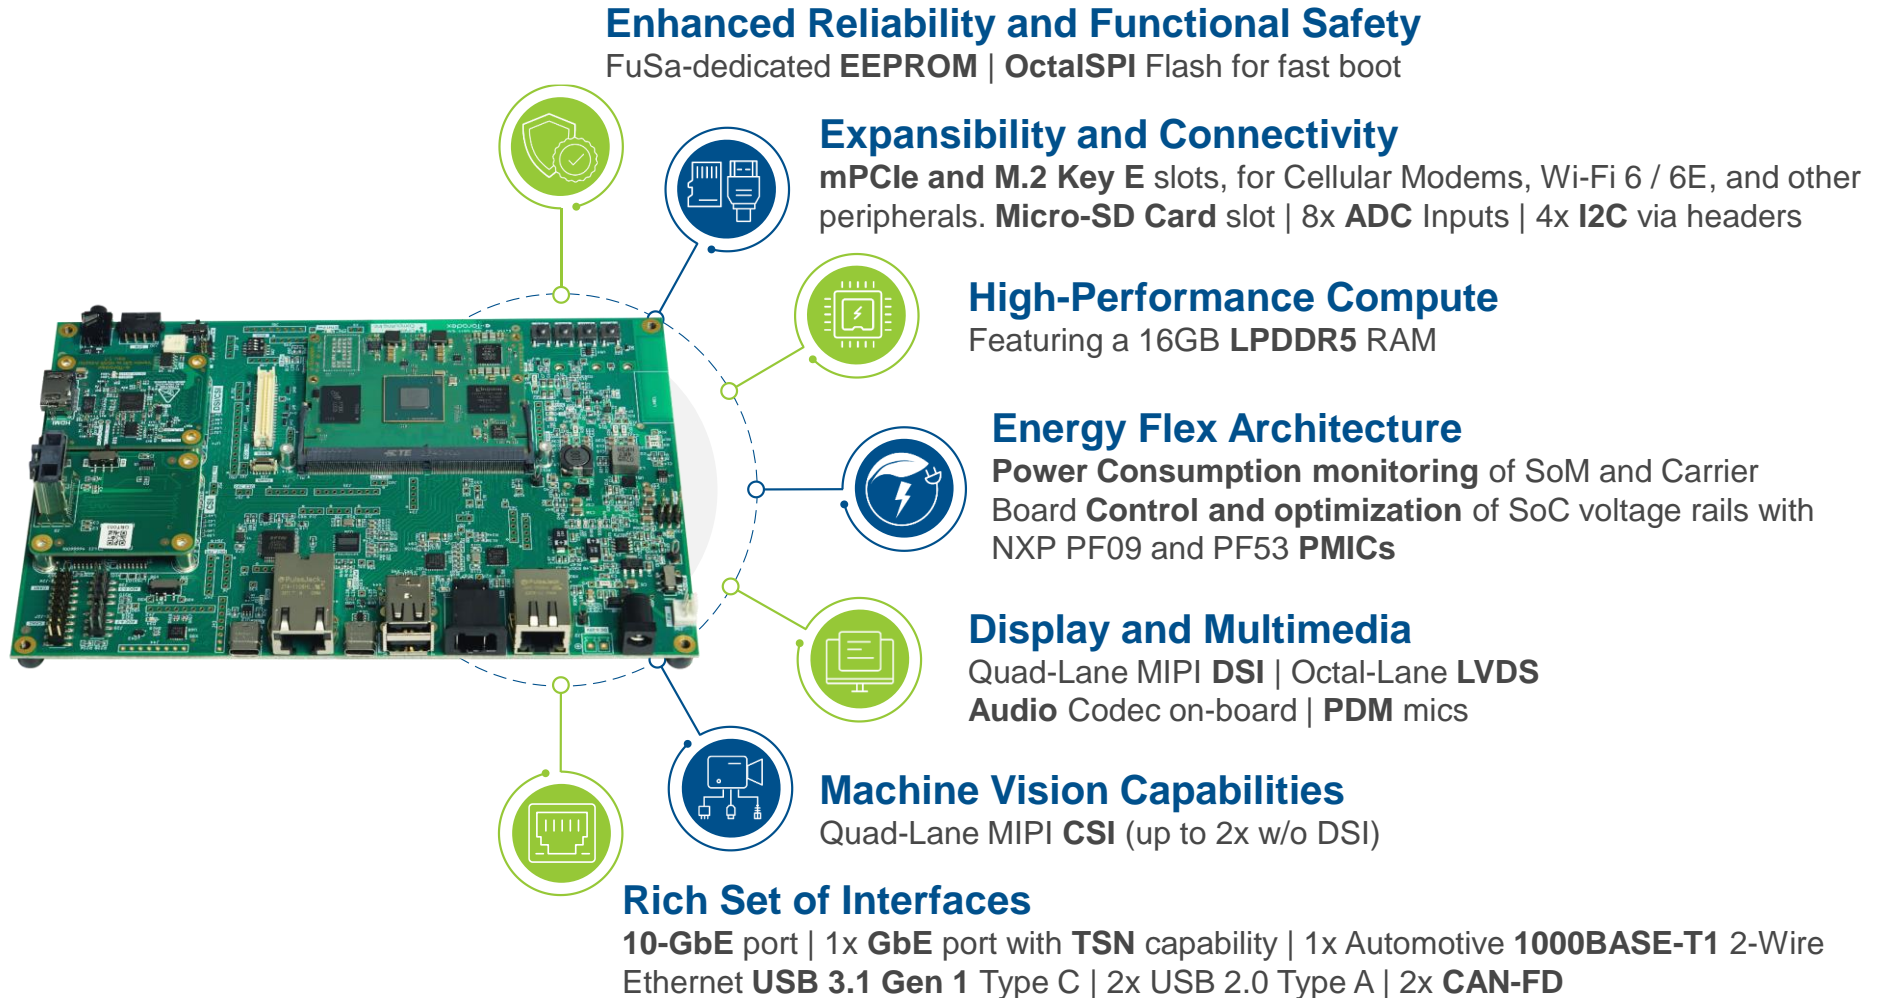 Enhanced Reliability and Functional Safety
FuSa-dedicated EEPROM | OctalSPI Flash for fast boot
Expansibility and Connectivity
mPCIe and M.2 Key E slots, for Cellular Modems, Wi-Fi 6 / 6E, and other
peripherals. Micro-SD Card slot | 8x ADC Inputs | 4x I2C via headers
High-Performance Compute
Featuring a 16GB LPDDR5 RAM
Energy Flex Architecture
Power Consumption monitoring of SoM and Carrier
Board Control and optimization of SoC voltage rails with
NXP PF09 and PF53 PMICs
Display and Multimedia
Quad-Lane MIPI DSI | Octal-Lane LVDS
Audio Codec on-board | PDM mics
Machine Vision Capabilities
Quad-Lane MIPI CSI (up to 2x w/o DSI)
Rich Set of Interfaces
10-GbE port | 1x GbE port with TSN capability | 1x Automotive 1000BASE-T1 2-Wire
Ethernet USB 3.1 Gen 1 Type C | 2x USB 2.0 Type A | 2x CAN-FD
Toradex
HDMI
TE
PulseJack
PulseJack